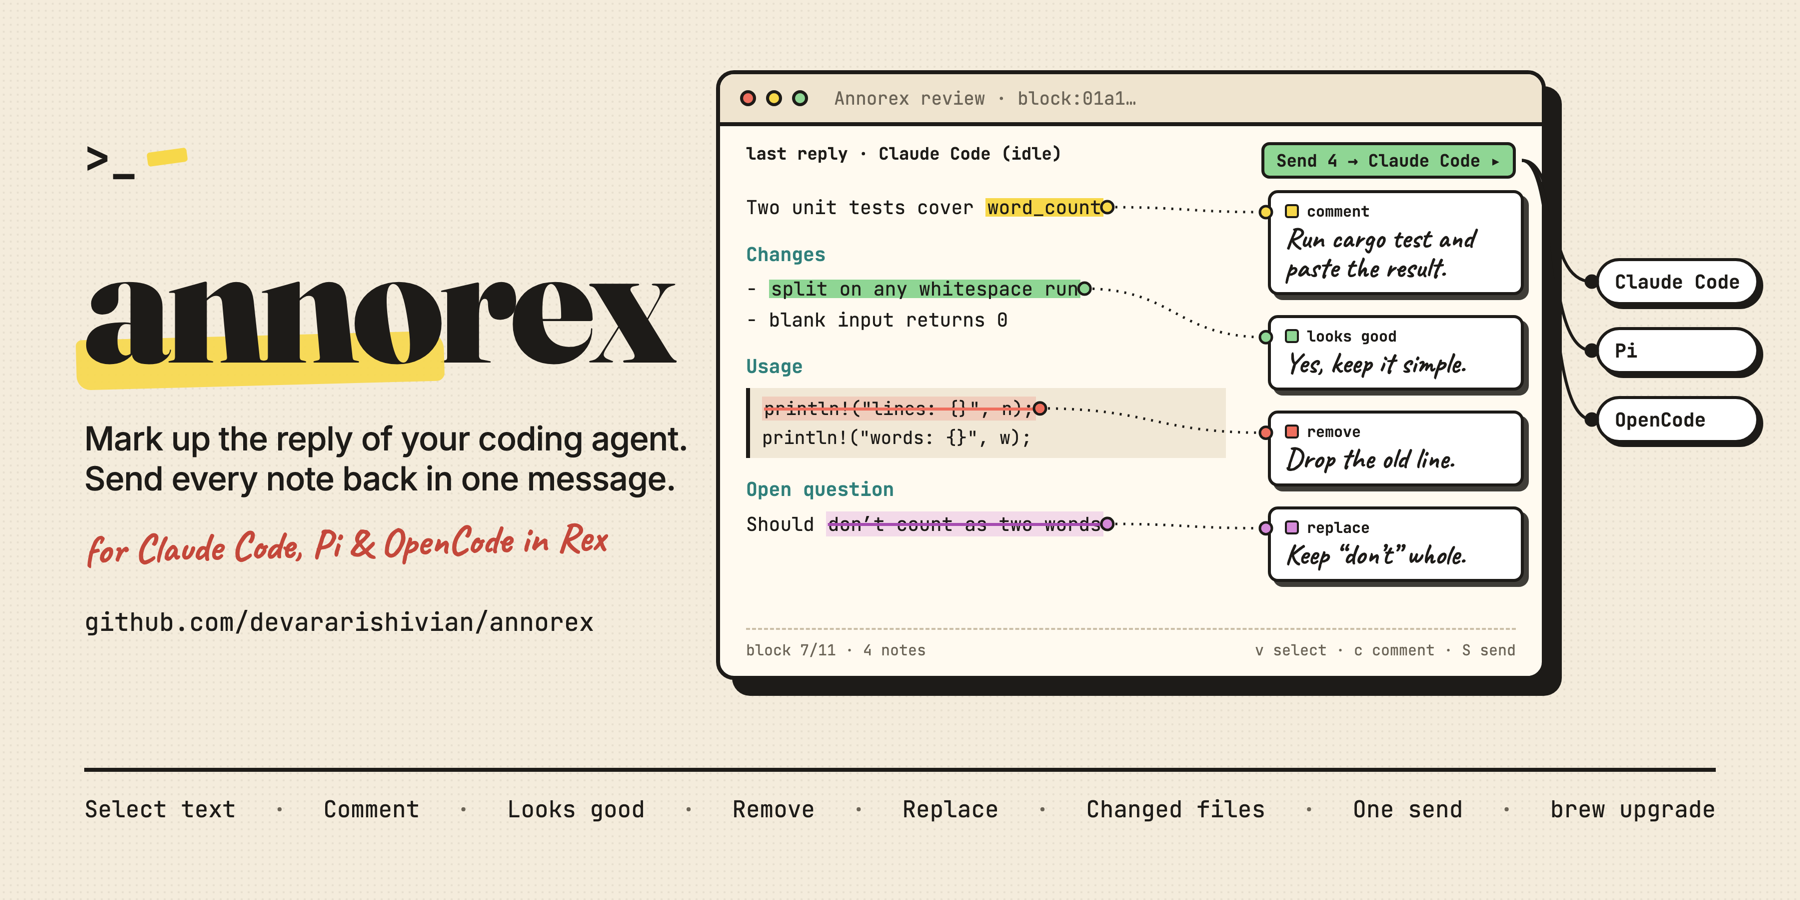 >_
annorex
Mark up the reply of your coding agent.
Send every note back in one message.
for Claude Code, Pi & OpenCode in Rex
github.com/devararishivian/annorex
Annorex review · block:01a1…
last reply · Claude Code (idle)
Send 4 → Claude Code ▸
Two unit tests cover word_count
Changes
- split on any whitespace run
- blank input returns 0
Usage
println!("lines: {}", n);
println!("words: {}", w);
Open question
Should don’t count as two words
comment
Run cargo test and
paste the result.
looks good
Yes, keep it simple.
remove
Drop the old line.
replace
Keep “don’t” whole.
block 7/11 · 4 notes
v select · c comment · S send
Claude Code
Pi
OpenCode
Select text · Comment · Looks good · Remove · Replace · Changed files · One send · brew upgrade